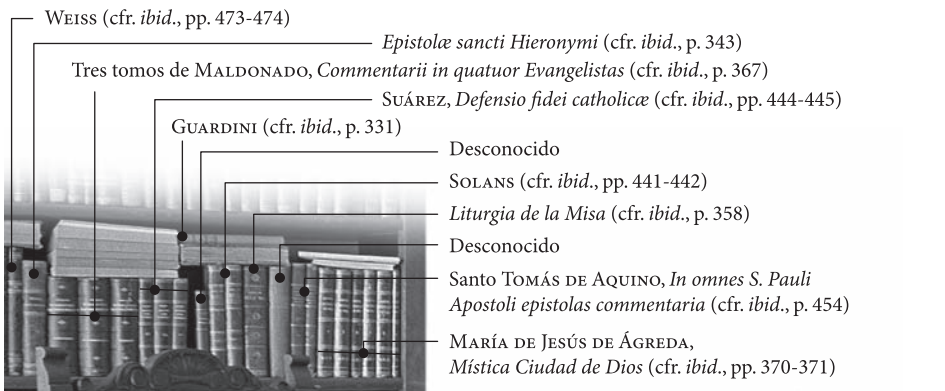 WEISS (cfr. ibid., pp. 473-474)
Epistolæ sancti Hieronymi (cfr. ibid., p. 343)
Tres tomos de MALDONADO, Commentarii in quatuor Evangelistas (cfr. ibid., p. 367)
SUÁREZ, Defensio fidei catholicæ (cfr. ibid., pp. 444-445)
GUARDINI (cfr. ibid., p. 331)
Desconocido
SOLANS (cfr. ibid., pp. 441-442)
Liturgia de la Misa (cfr. ibid., p. 358)
Desconocido
Santo TOMÁS DE AQUINO, In omnes S. Pauli
Apostoli epistolas commentaria (cfr. ibid., p. 454)
MARÍA DE JESÚS DE ÁGREDA,
Mística Ciudad de Dios (cfr. ibid., pp. 370-371)